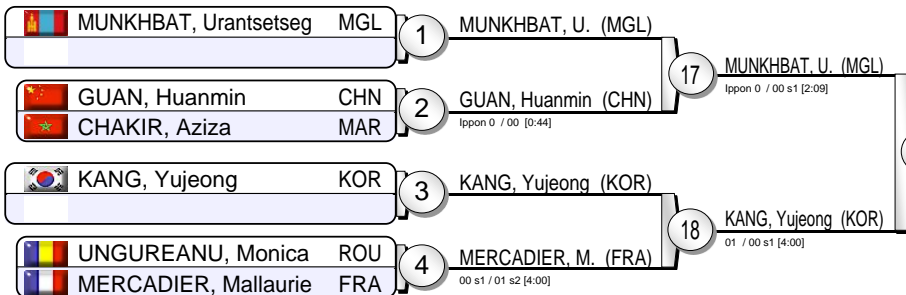 MUNKHBAT, Urantsetseg MGL
1
MUNKHBAT, U. (MGL)
GUAN, Huanmin CHN
CHAKIR, Aziza MAR
2
GUAN, Huanmin (CHN)
Ippon 0 / 00 [0:44]
17
MUNKHBAT, U. (MGL)
Ippon 0 / 00 s1 [2:09]
KANG, Yujeong KOR
3
KANG, Yujeong (KOR)
UNGUREANU, Monica ROU
MERCADIER, Mallaurie FRA
4
MERCADIER, M. (FRA)
00 s1 / 01 s2 [4:00]
18
KANG, Yujeong (KOR)
01 / 00 s1 [4:00]